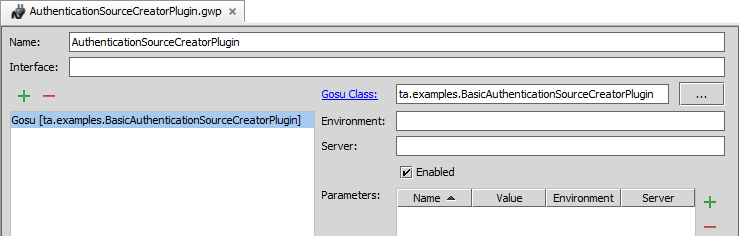 AuthenticationSourceCreatorPlugin.gwp
Name: AuthenticationSourceCreatorPlugin
Interface:
Gosu Class: ta.examples.BasicAuthenticationSourceCreatorPlugin ...
Gosu [ta.examples.BasicAuthenticationSourceCreatorPlugin]
Environment:
Server:
Enabled
Parameters: Name Value Environment Server